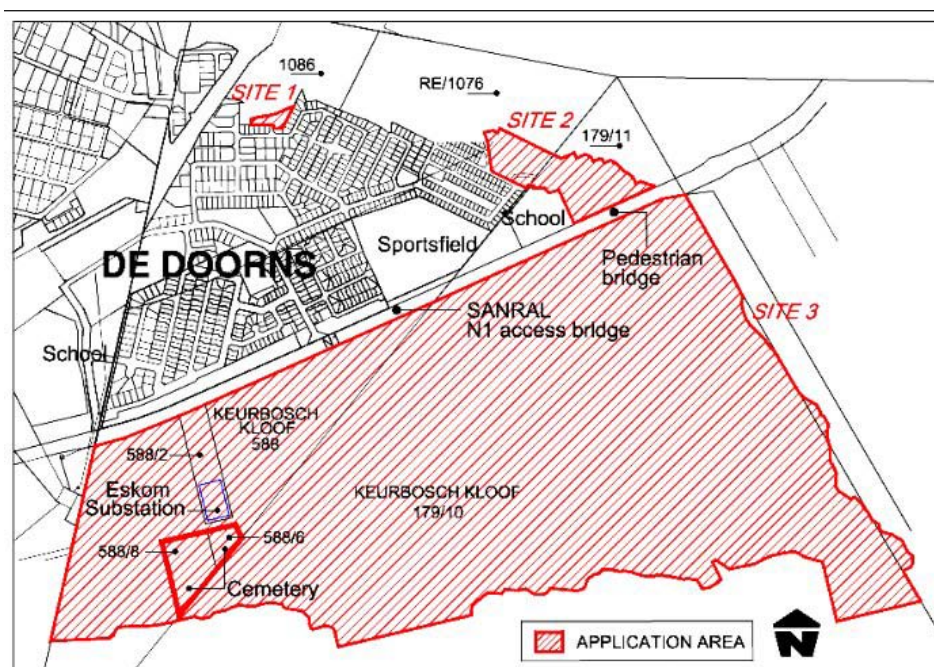 1086
SITE 1
RE/1076
SITE 2
179/11
School
Sportsfield
Pedestrian
bridge
DE DOORNS
SANRAL
N1 access bridge
SITE 3
School
N1
KEURBOSCH
KLOOF
588
588/2
Eskom
Substation
KEURBOSCH KLOOF
179/10
588/6
588/8
Cemetery
APPLICATION AREA
N